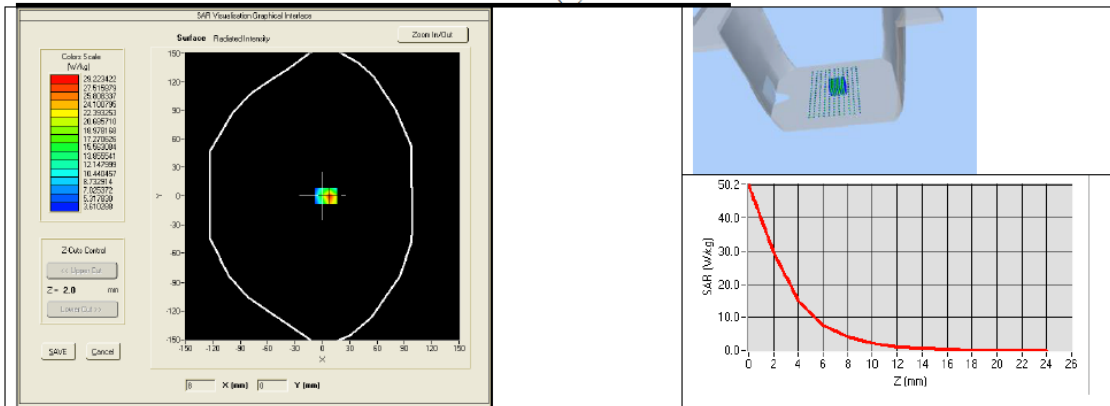 SAR Visualisation Graphical Interface
Surface Radiated Intensity
Zoom In/Out
Colors Scale
(W/kg)
29.223422
27.515879
25.808337
24.100795
22.393253
20.685710
18.978168
17.270626
15.563084
13.855541
12.147999
10.440457
8.732914
7.025372
5.317830
3.610288
150-
120-
90-
60-
30-
Y 0-
-30-
-60-
-90-
-120-
-150-
-150 -120 -90 -60 -30 0 30 60 90 120 150
X
Z-Cuts Control
<< Upper Cut
Z= 2.0 mm
Lower Cut >>
SAVE Cancel
8 X (mm) 0 Y (mm)
50.2-
40.0-
30.0-
20.0-
10.0-
0.0-
SAR (W/kg)
0 2 4 6 8 10 12 14 16 18 20 22 24 26
Z (mm)